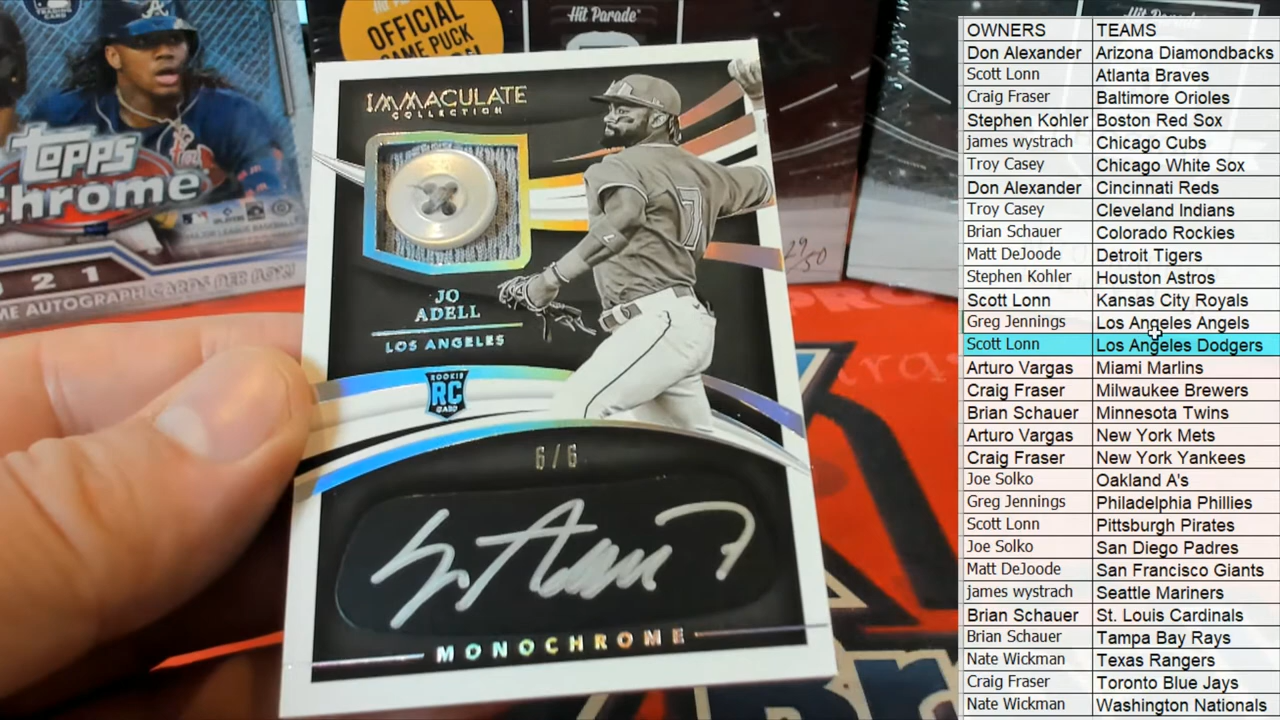 TRADING CARD
A
OFFICIAL
GAME PUCK
Hit Parade
topps
Chrome
IMMACULATE
COLLECTION
JO
ADELL
LOS ANGELES
ROOKIE
RC
CARD
7
6/6
MONOCHROME
29/50
OWNERS TEAMS
Don Alexander Arizona Diamondbacks
Scott Lonn Atlanta Braves
Craig Fraser Baltimore Orioles
Stephen Kohler Boston Red Sox
james wystrach Chicago Cubs
Troy Casey Chicago White Sox
Don Alexander Cincinnati Reds
Troy Casey Cleveland Indians
Brian Schauer Colorado Rockies
Matt DeJoode Detroit Tigers
Stephen Kohler Houston Astros
Scott Lonn Kansas City Royals
Greg Jennings Los Angeles Angels
Scott Lonn Los Angeles Dodgers
Arturo Vargas Miami Marlins
Craig Fraser Milwaukee Brewers
Brian Schauer Minnesota Twins
Arturo Vargas New York Mets
Craig Fraser New York Yankees
Joe Solko Oakland A's
Greg Jennings Philadelphia Phillies
Scott Lonn Pittsburgh Pirates
Joe Solko San Diego Padres
Matt DeJoode San Francisco Giants
james wystrach Seattle Mariners
Brian Schauer St. Louis Cardinals
Brian Schauer Tampa Bay Rays
Nate Wickman Texas Rangers
Craig Fraser Toronto Blue Jays
Nate Wickman Washington Nationals